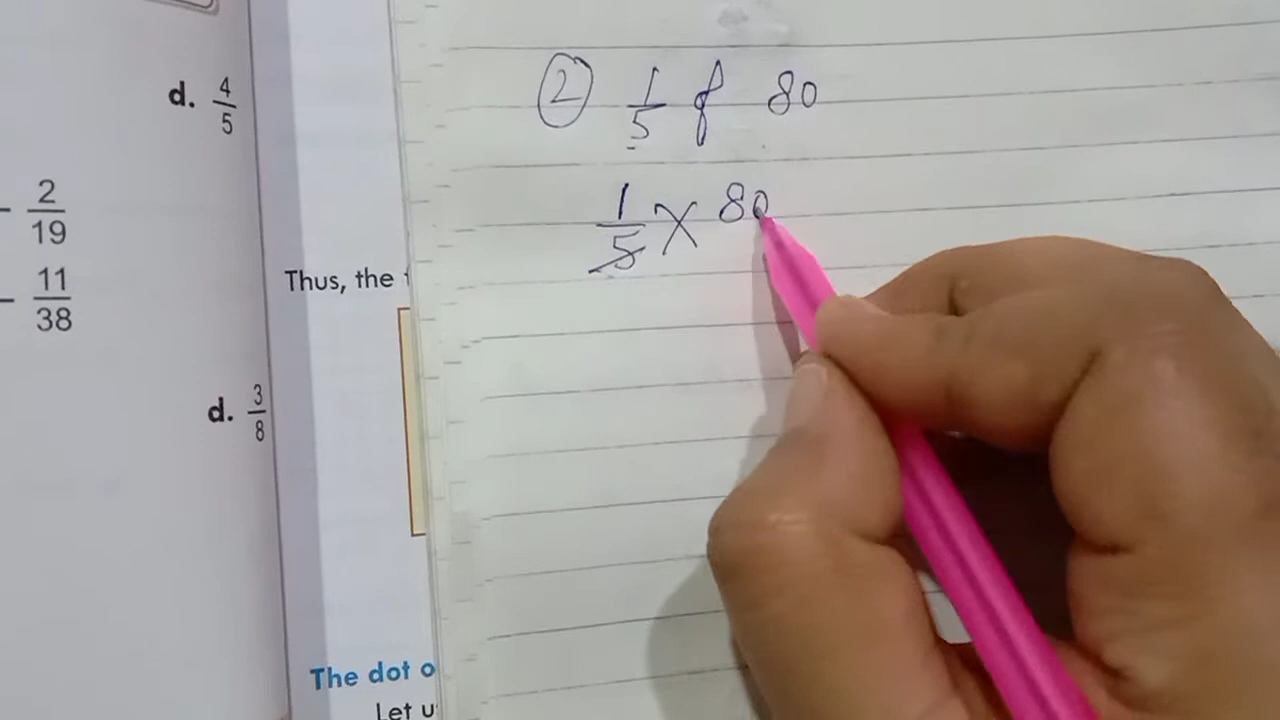 d. 4/5
- 2/19
- 11/38
d. 3/8
Thus, the
The dot o
Let u
② 1/5 of 80
1/5 × 80